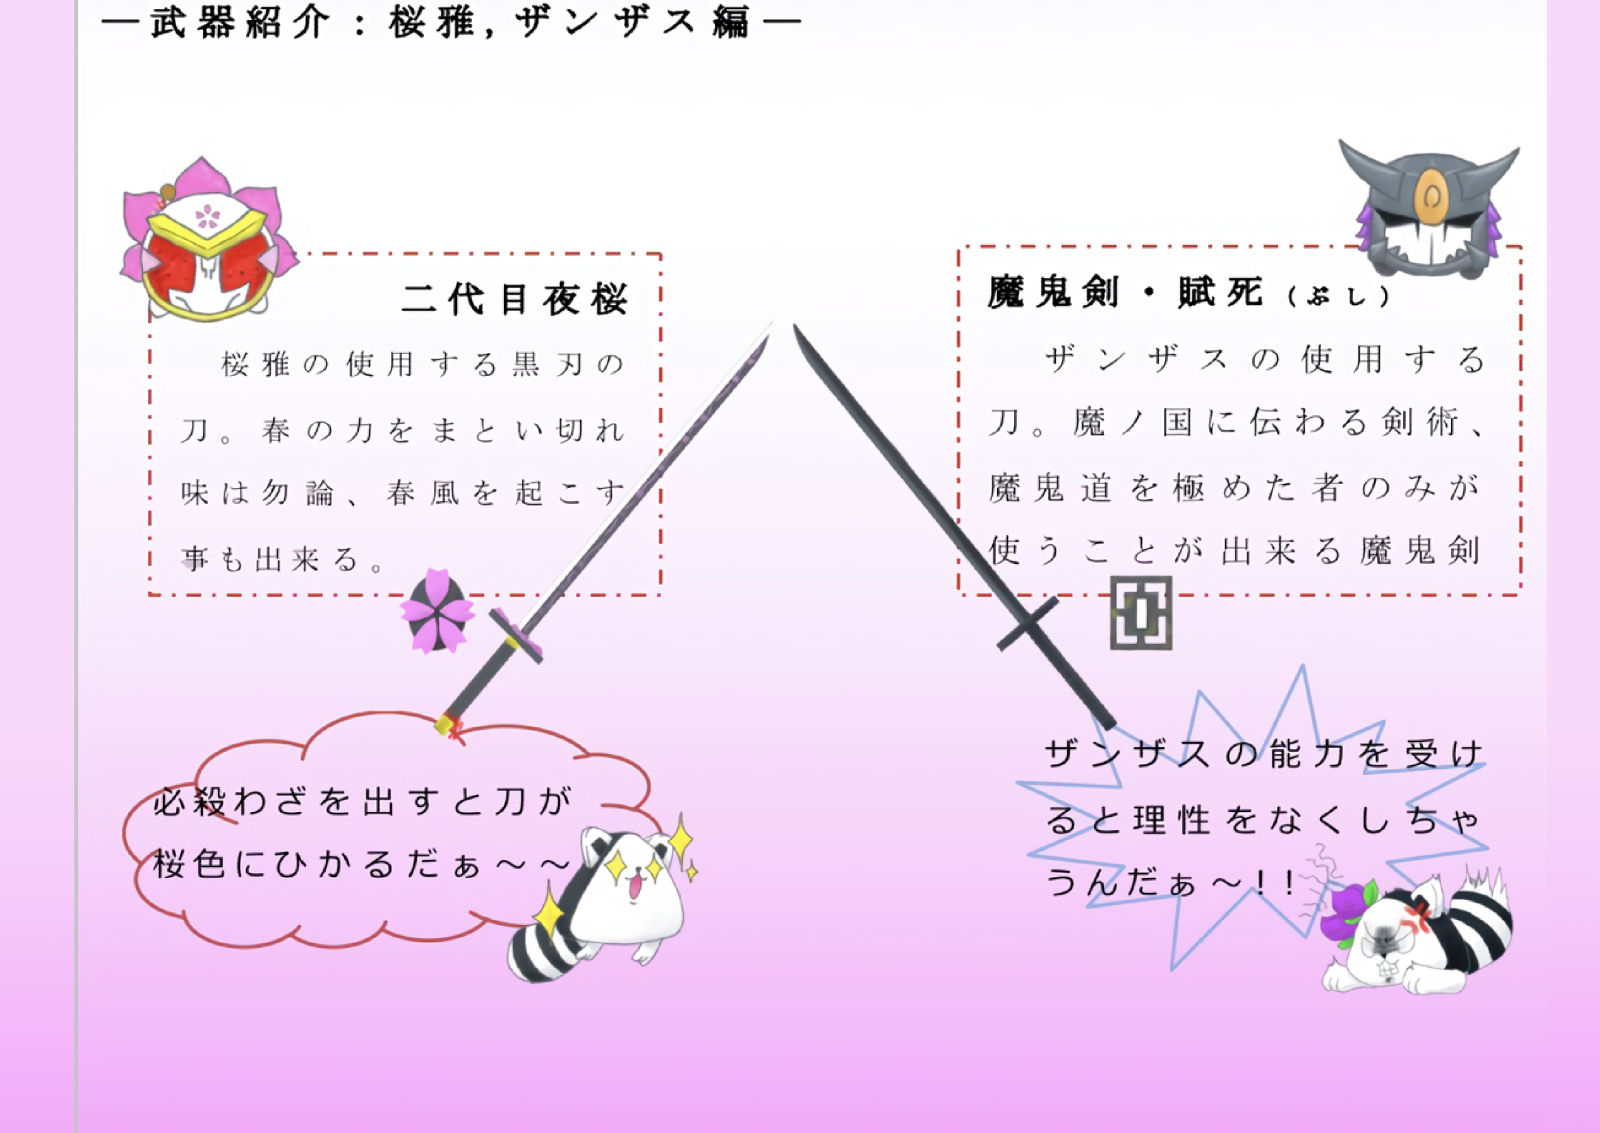 ―武器紹介：桜雅,ザンザス編―
二代目夜桜
桜雅の使用する黒刃の
刀。春の力をまとい切れ
味は勿論、春風を起こす
事も出来る。
魔鬼剣・賦死(ぶし)
ザンザスの使用する
刀。魔ノ国に伝わる剣術、
魔鬼道を極めた者のみが
使うことが出来る魔鬼剣
必殺わざを出すと刀が
桜色にひかるだぁ～～
ザンザスの能力を受け
ると理性をなくしちゃ
うんだぁ～!!